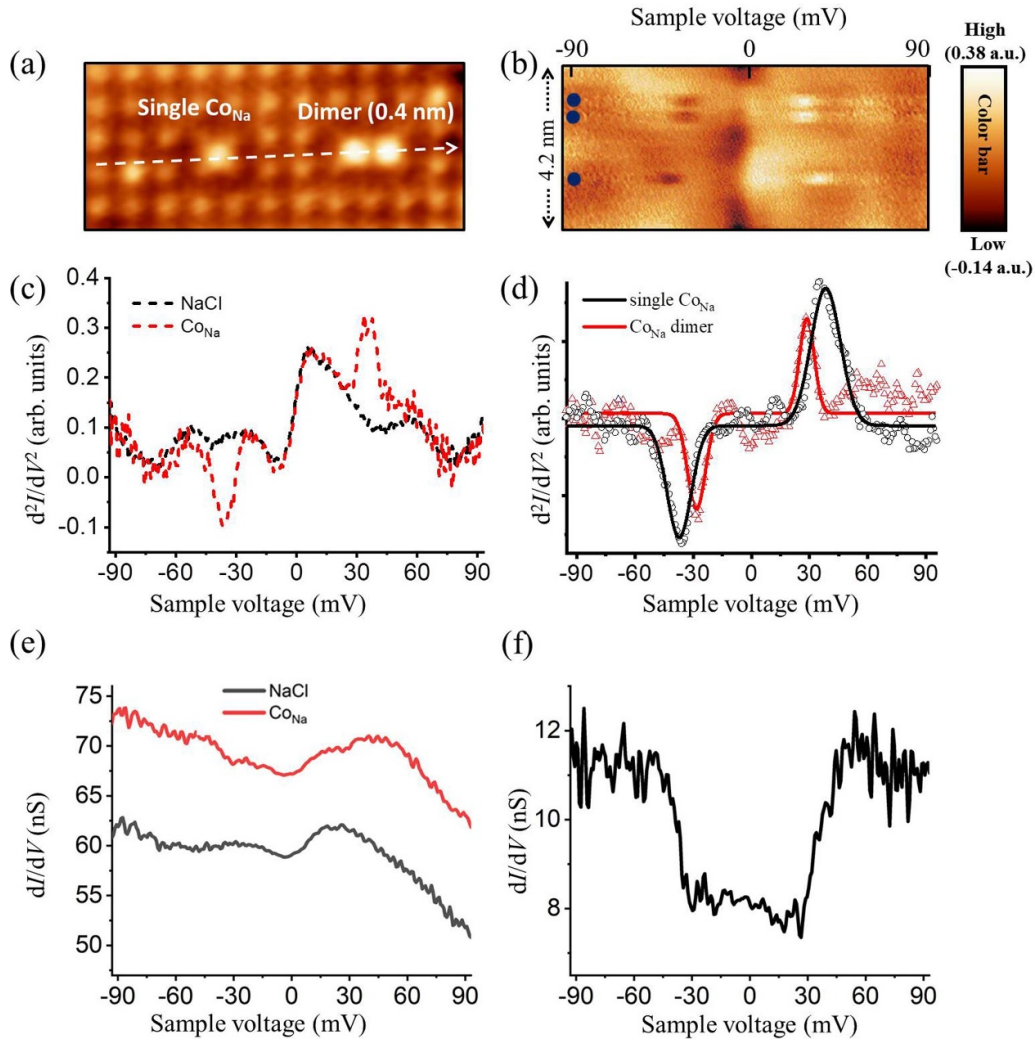 (a)
Single CoNa
Dimer (0.4 nm)
Sample voltage (mV)
-90 0 90
(b)
4.2 nm
High
(0.38 a.u.)
Color bar
Low
(-0.14 a.u.)
(c)
NaCl
CoNa
d²I/dV² (arb. units)
0.4
0.3
0.2
0.1
0.0
-0.1
-90 -60 -30 0 30 60 90
Sample voltage (mV)
(d)
single CoNa
CoNa dimer
d²I/dV² (arb. units)
-90 -60 -30 0 30 60 90
Sample voltage (mV)
(e)
NaCl
CoNa
dI/dV (nS)
75
70
65
60
55
50
-90 -60 -30 0 30 60 90
Sample voltage (mV)
(f)
dI/dV (nS)
12
10
8
-90 -60 -30 0 30 60 90
Sample voltage (mV)